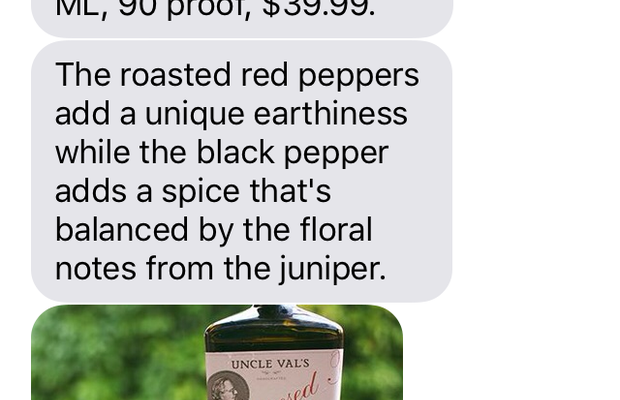 ML, 90 proof, $39.99.
The roasted red peppers
add a unique earthiness
while the black pepper
adds a spice that's
balanced by the floral
notes from the juniper.
UNCLE VAL'S
HANDCRAFTED